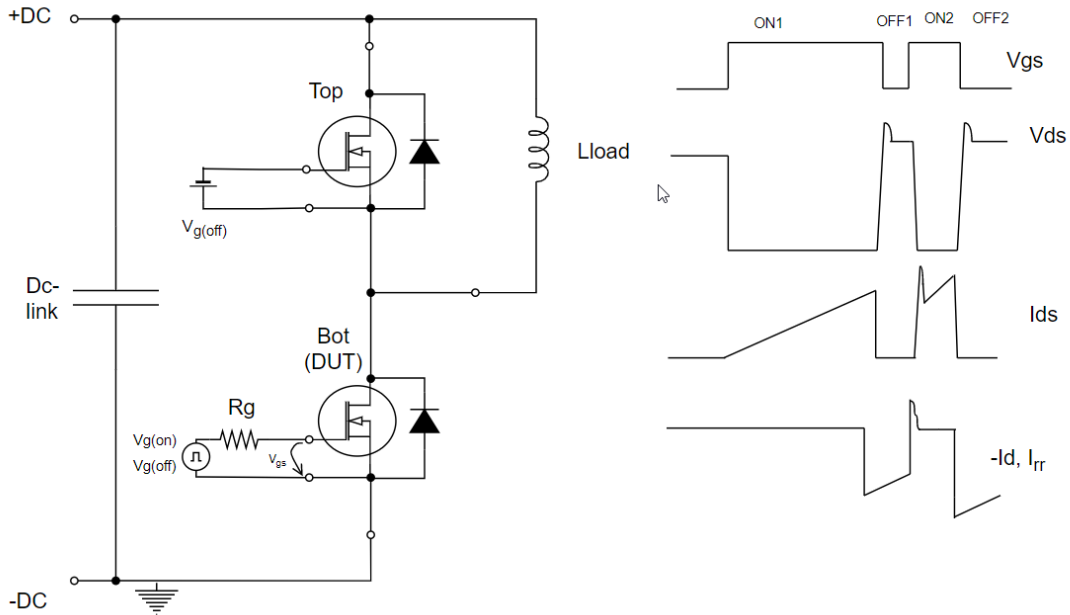 +DC
Top
Lload
Vg(off)
Dc-
link
Bot
(DUT)
Rg
Vg(on)
Vg(off)
Vgs
-DC
ON1 OFF1 ON2 OFF2
Vgs
Vds
Ids
-Id, Irr